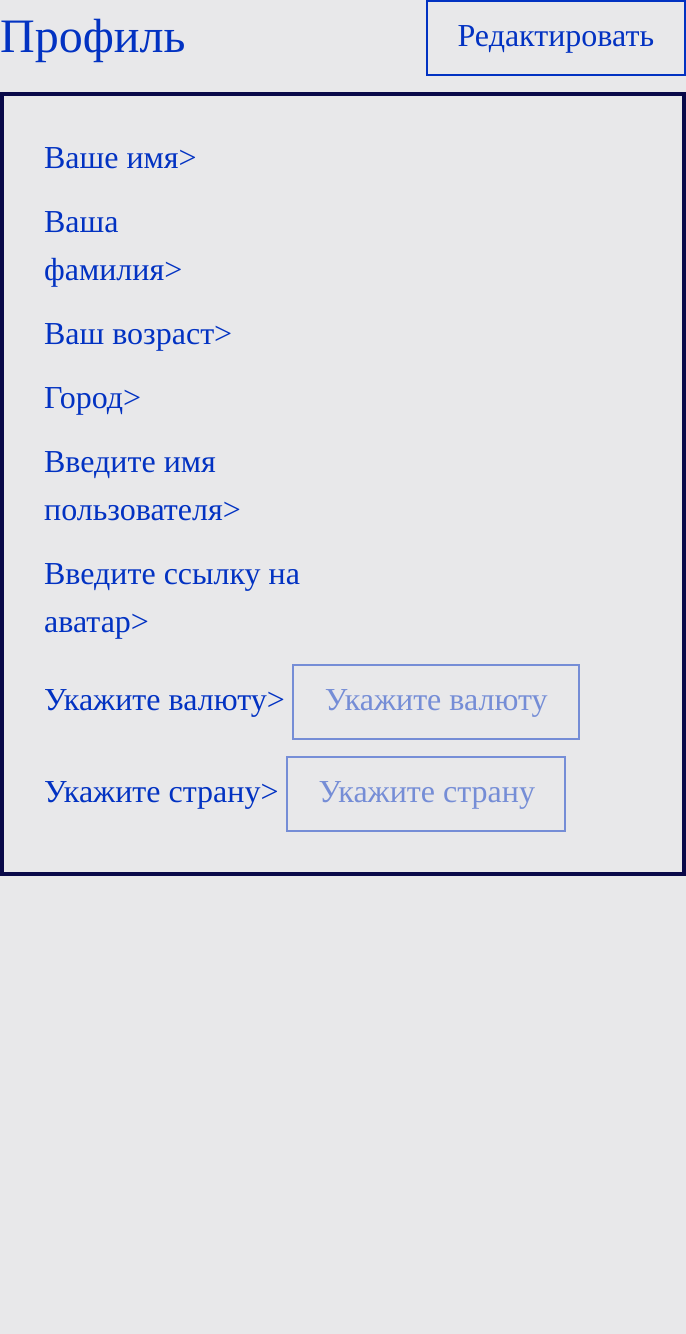 Профиль
Редактировать
Ваше имя>
Ваша
фамилия>
Ваш возраст>
Город>
Введите имя
пользователя>
Введите ссылку на
аватар>
Укажите валюту> Укажите валюту
Укажите страну> Укажите страну